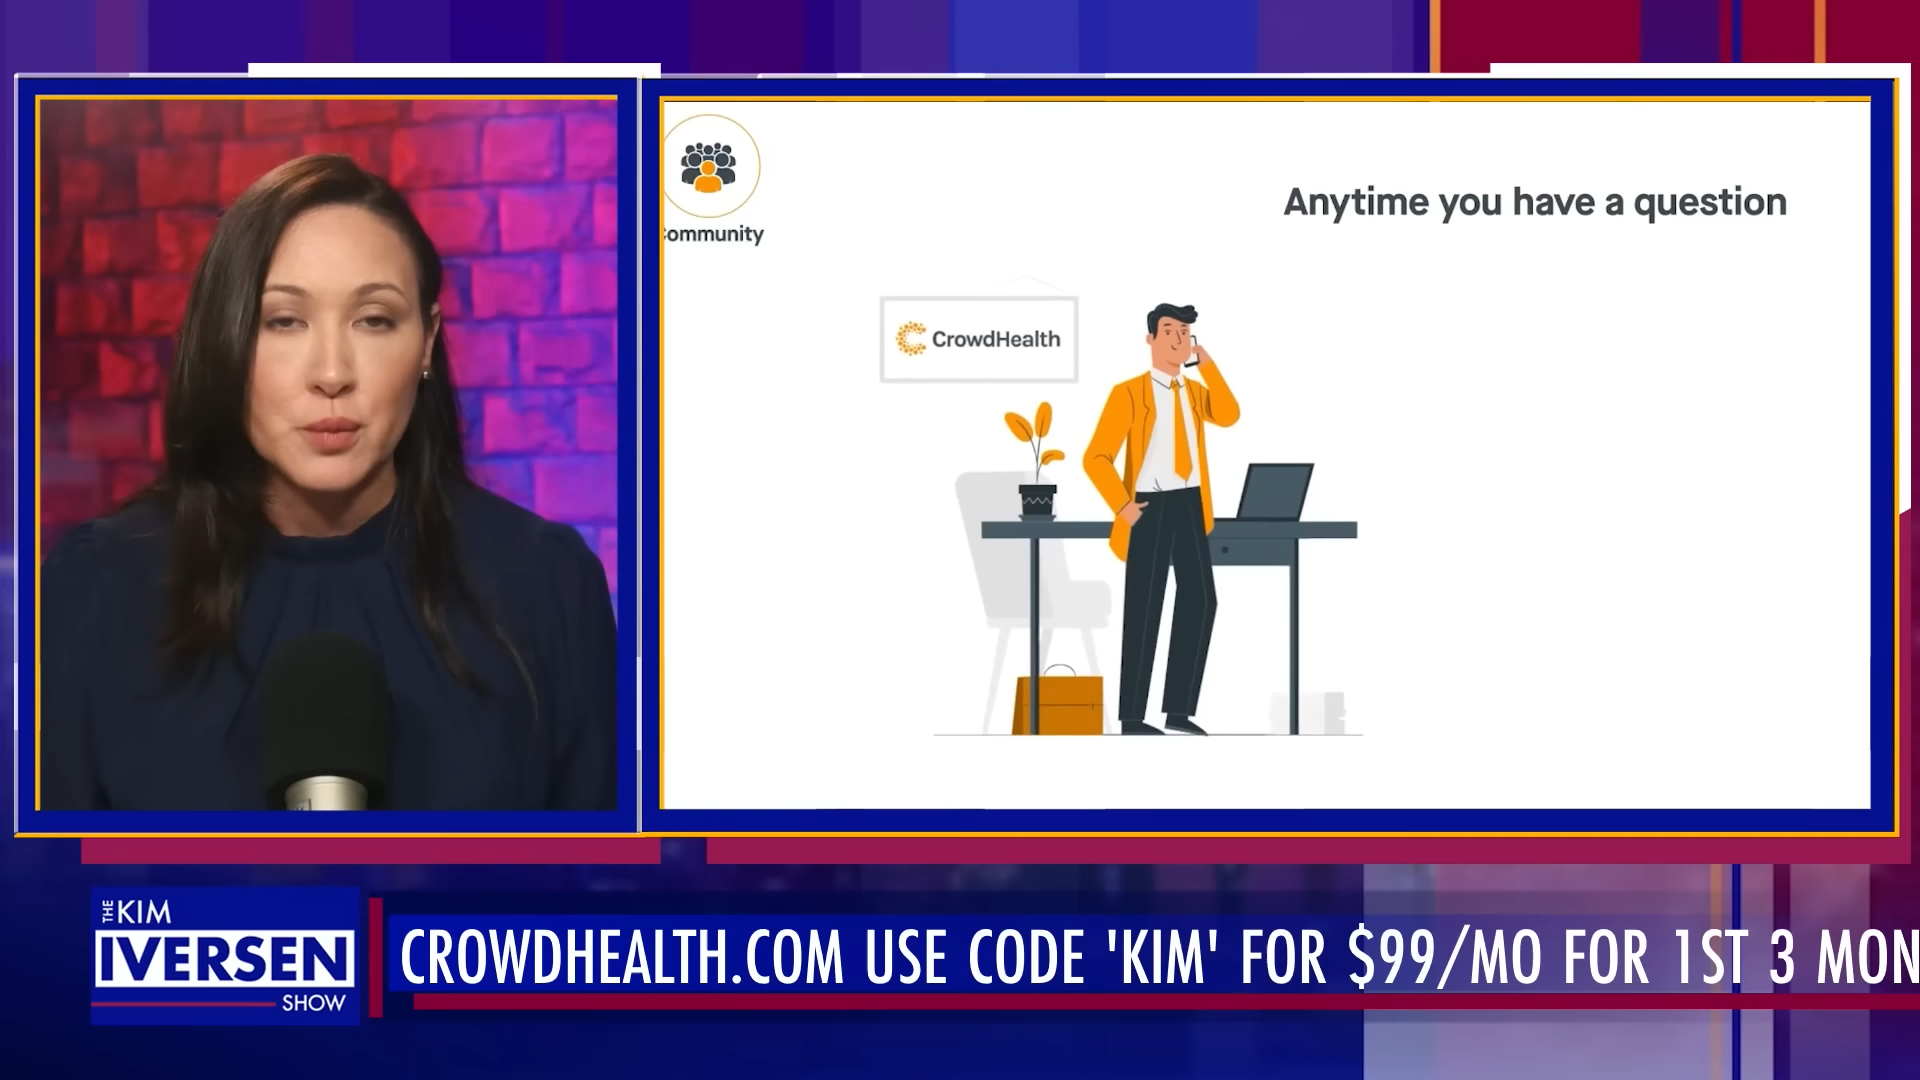 ommunity
Anytime you have a question
CrowdHealth
THE KIM
IVERSEN
SHOW
CROWDHEALTH.COM USE CODE 'KIM' FOR $99/MO FOR 1ST 3 MON